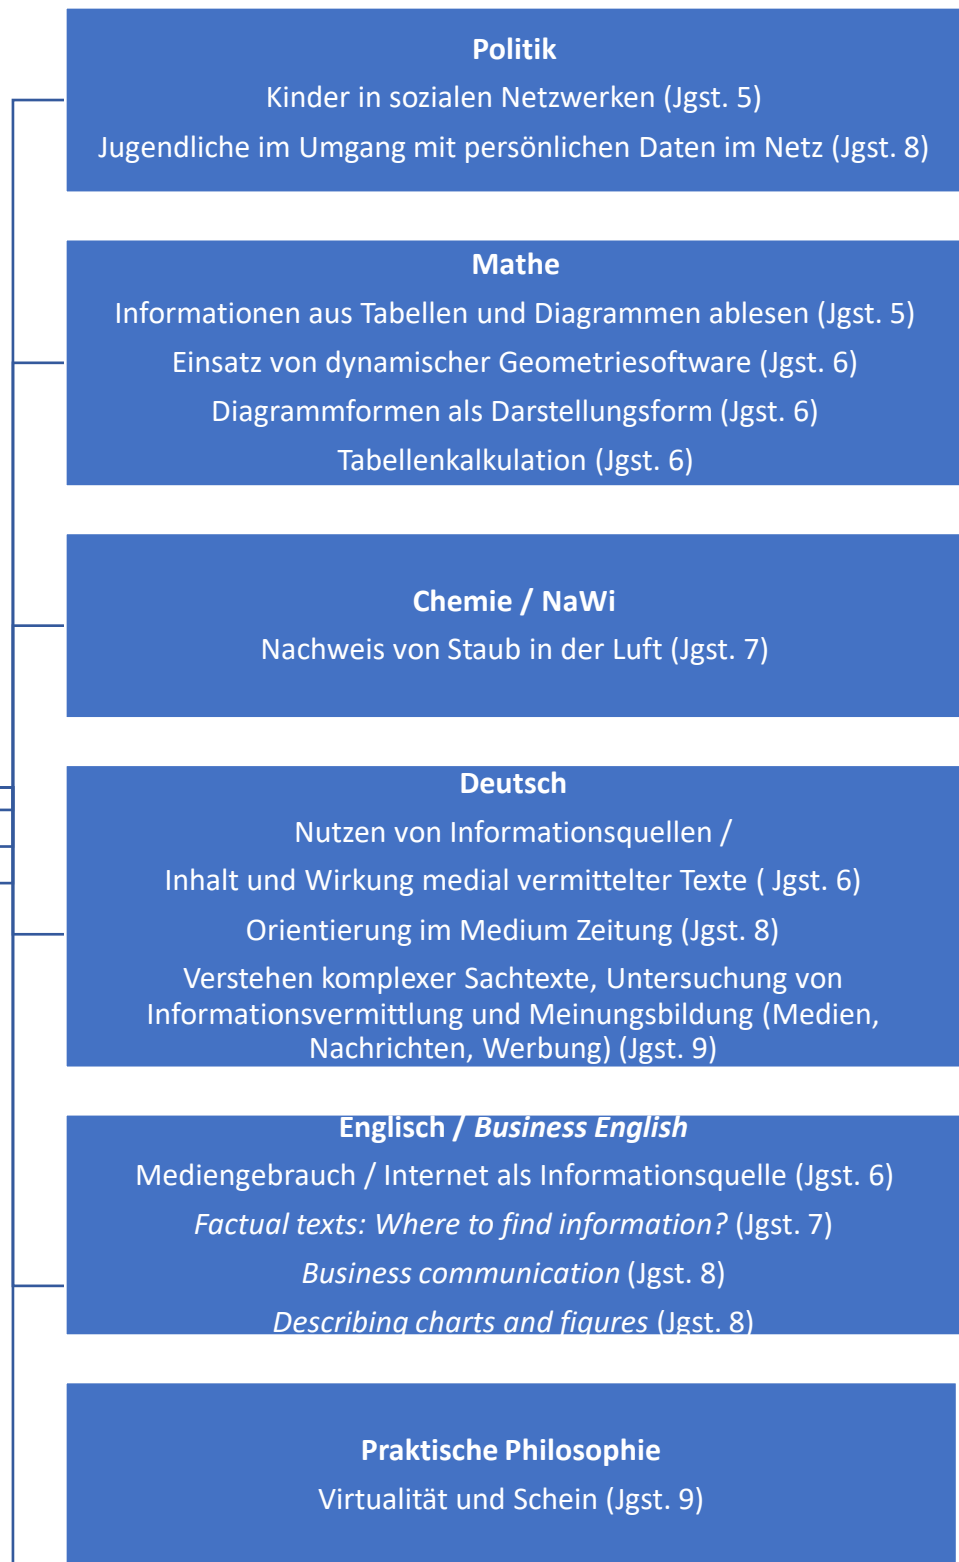 Politik
Kinder in sozialen Netzwerken (Jgst. 5)
Jugendliche im Umgang mit persönlichen Daten im Netz (Jgst. 8)
Mathe
Informationen aus Tabellen und Diagrammen ablesen (Jgst. 5)
Einsatz von dynamischer Geometriesoftware (Jgst. 6)
Diagrammformen als Darstellungsform (Jgst. 6)
Tabellenkalkulation (Jgst. 6)
Chemie / NaWi
Nachweis von Staub in der Luft (Jgst. 7)
Deutsch
Nutzen von Informationsquellen /
Inhalt und Wirkung medial vermittelter Texte ( Jgst. 6)
Orientierung im Medium Zeitung (Jgst. 8)
Verstehen komplexer Sachtexte, Untersuchung von
Informationsvermittlung und Meinungsbildung (Medien,
Nachrichten, Werbung) (Jgst. 9)
Englisch / Business English
Mediengebrauch / Internet als Informationsquelle (Jgst. 6)
Factual texts: Where to find information? (Jgst. 7)
Business communication (Jgst. 8)
Describing charts and figures (Jgst. 8)
Praktische Philosophie
Virtualität und Schein (Jgst. 9)